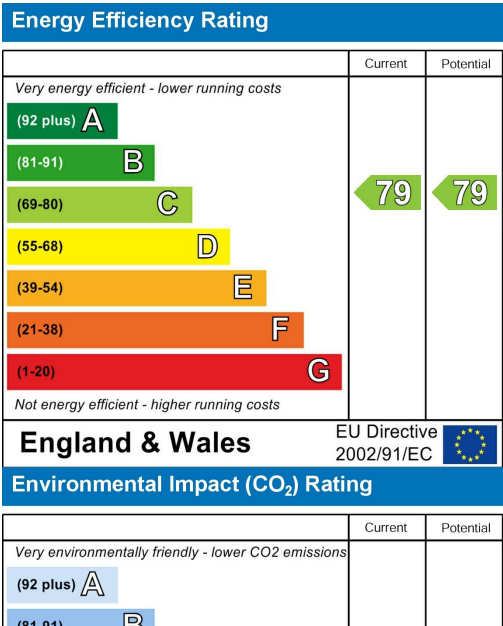 Energy Efficiency Rating
Current Potential
Very energy efficient - lower running costs
(92 plus) A
(81-91) B
(69-80) C
79 79
(55-68) D
(39-54) E
(21-38) F
(1-20) G
Not energy efficient - higher running costs
England & Wales
EU Directive
2002/91/EC
Environmental Impact (CO₂) Rating
Current Potential
Very environmentally friendly - lower CO2 emissions
(92 plus) A
(81-91) B